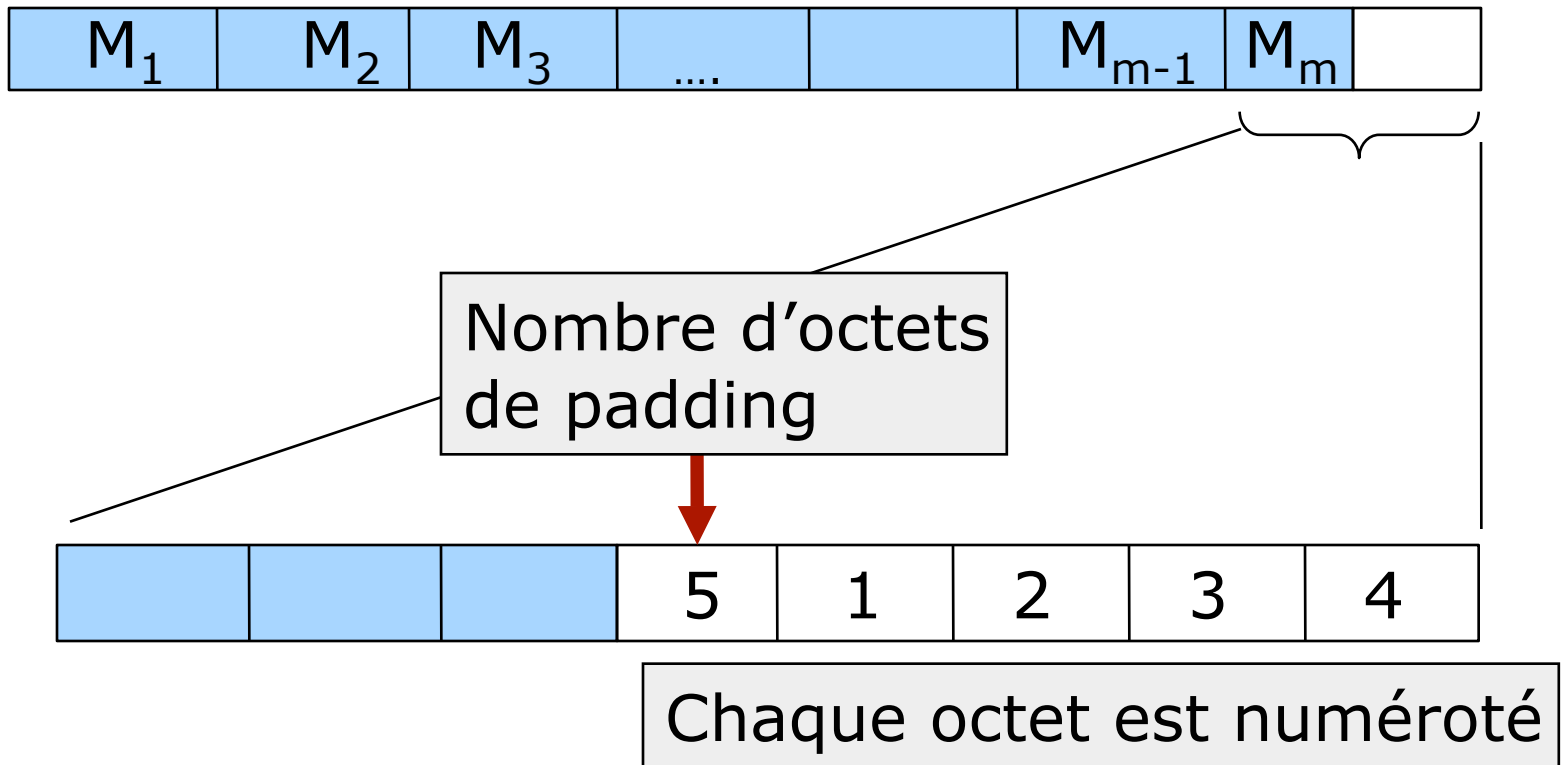 M₁ M₂ M₃ .... Mₘ₋₁ Mₘ
Nombre d’octets
de padding
5 1 2 3 4
Chaque octet est numéroté